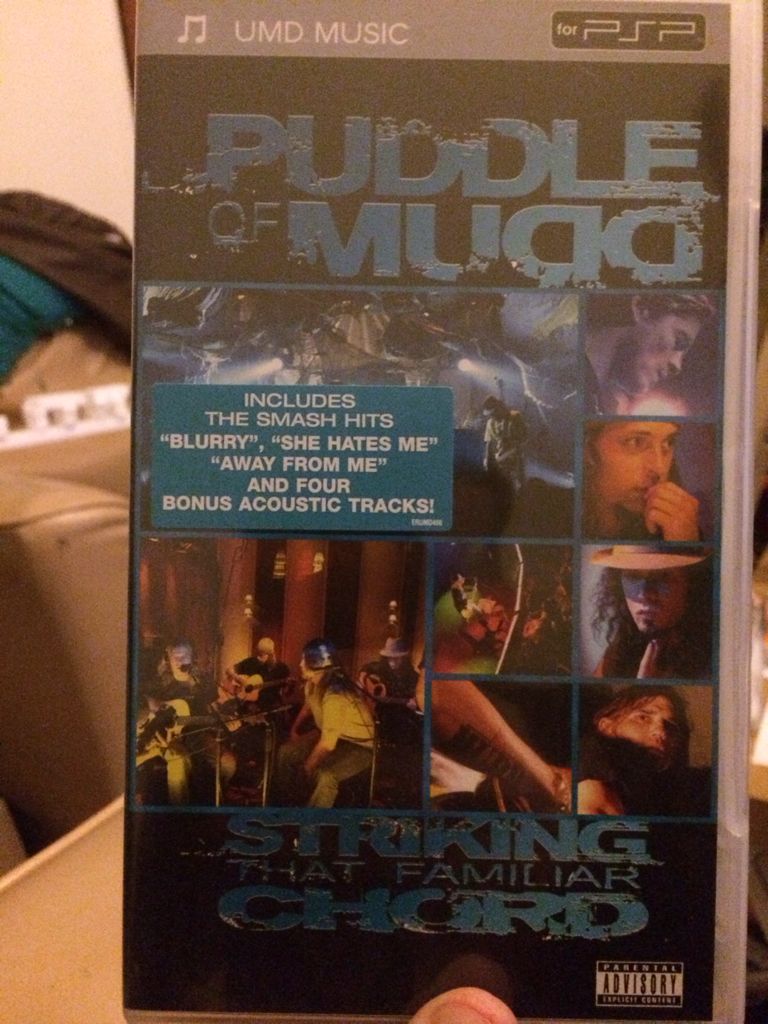 UMD MUSIC
for PSP
PUDDLE
OF MUDD
INCLUDES
THE SMASH HITS
"BLURRY", "SHE HATES ME"
"AWAY FROM ME"
AND FOUR
BONUS ACOUSTIC TRACKS!
STRIKING
THAT FAMILIAR
CHORD
PARENTAL
ADVISORY
EXPLICIT CONTENT